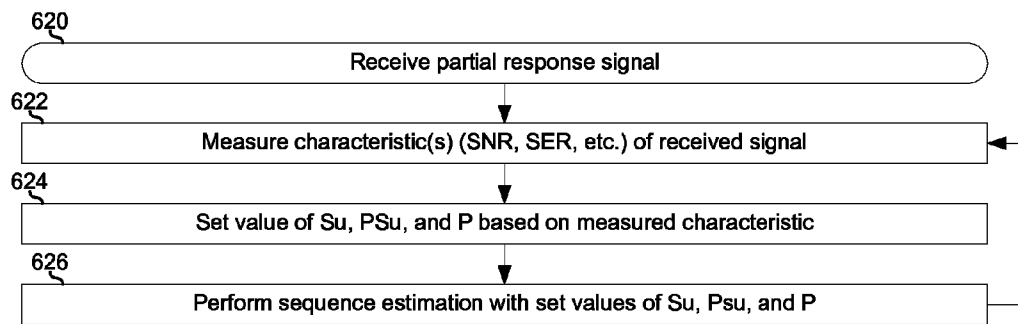 620
Receive partial response signal
622
Measure characteristic(s) (SNR, SER, etc.) of received signal
624
Set value of Su, PSu, and P based on measured characteristic
626
Perform sequence estimation with set values of Su, Psu, and P